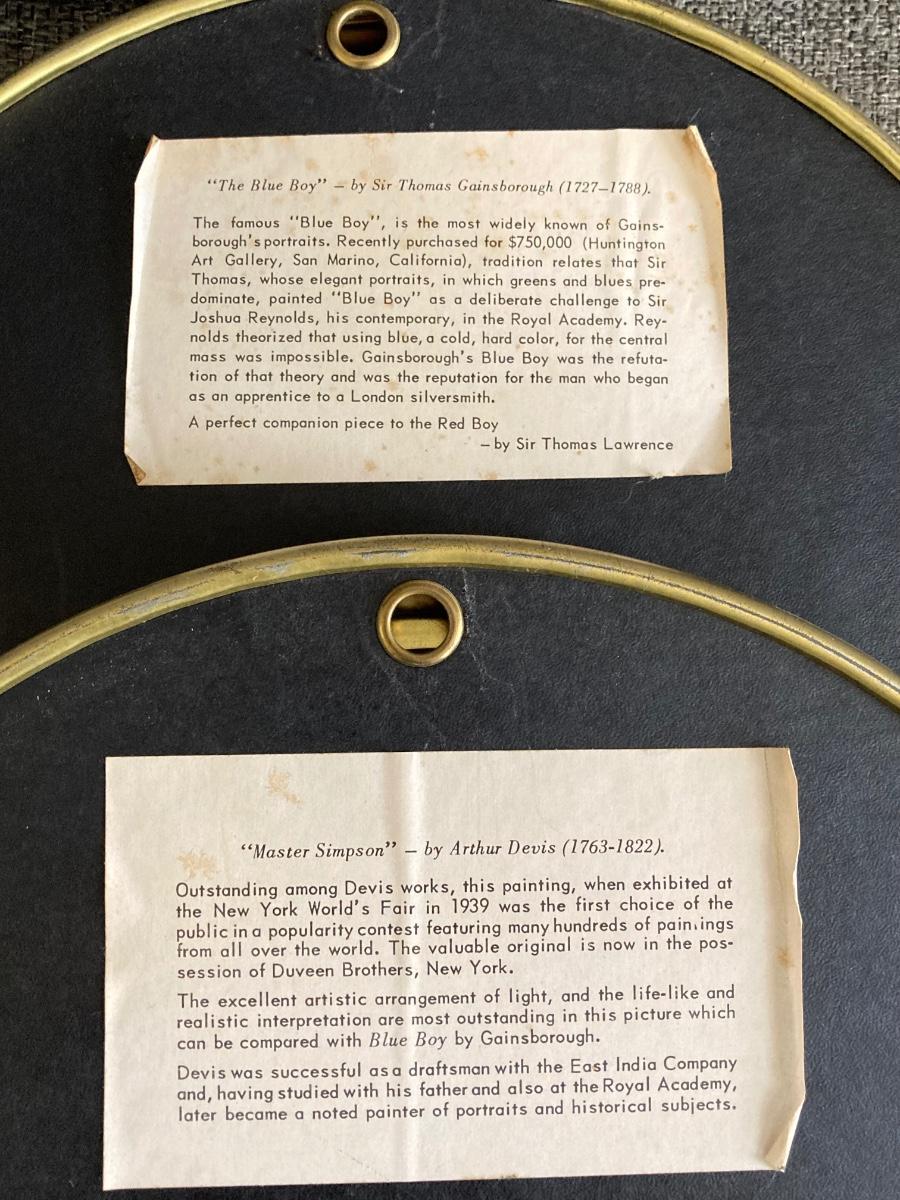 “The Blue Boy” – by Sir Thomas Gainsborough (1727–1788).
The famous "Blue Boy", is the most widely known of Gains-
borough's portraits. Recently purchased for $750,000 (Huntington
Art Gallery, San Marino, California), tradition relates that Sir
Thomas, whose elegant portraits, in which greens and blues pre-
dominate, painted "Blue Boy" as a deliberate challenge to Sir
Joshua Reynolds, his contemporary, in the Royal Academy. Rey-
nolds theorized that using blue, a cold, hard color, for the central
mass was impossible. Gainsborough's Blue Boy was the refuta-
tion of that theory and was the reputation for the man who began
as an apprentice to a London silversmith.
A perfect companion piece to the Red Boy
– by Sir Thomas Lawrence
“Master Simpson” – by Arthur Devis (1763-1822).
Outstanding among Devis works, this painting, when exhibited at
the New York World's Fair in 1939 was the first choice of the
public in a popularity contest featuring many hundreds of paintings
from all over the world. The valuable original is now in the pos-
session of Duveen Brothers, New York.
The excellent artistic arrangement of light, and the life-like and
realistic interpretation are most outstanding in this picture which
can be compared with Blue Boy by Gainsborough.
Devis was successful as a draftsman with the East India Company
and, having studied with his father and also at the Royal Academy,
later became a noted painter of portraits and historical subjects.